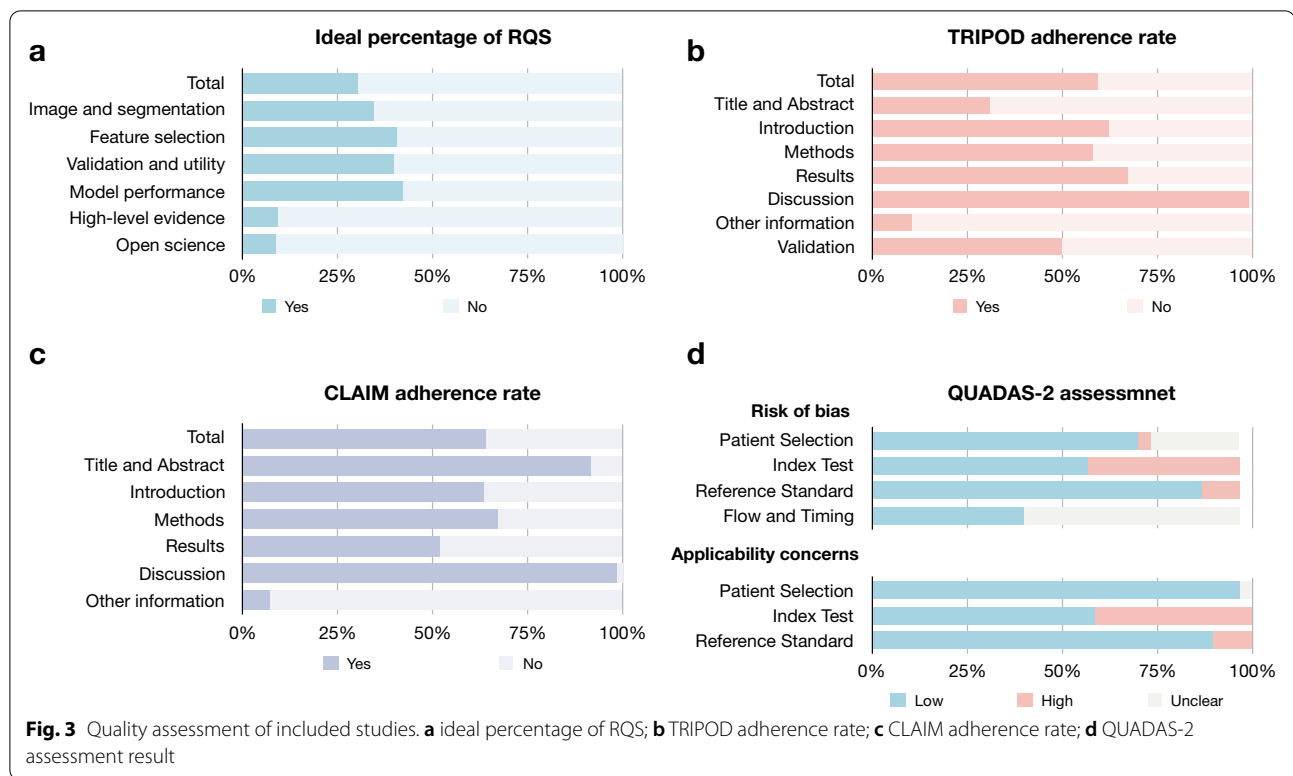 a
Ideal percentage of RQS
Total
Image and segmentation
Feature selection
Validation and utility
Model performance
High-level evidence
Open science
0% 25% 50% 75% 100%
Yes No
b
TRIPOD adherence rate
Total
Title and Abstract
Introduction
Methods
Results
Discussion
Other information
Validation
0% 25% 50% 75% 100%
Yes No
c
CLAIM adherence rate
Total
Title and Abstract
Introduction
Methods
Results
Discussion
Other information
0% 25% 50% 75% 100%
Yes No
d
QUADAS-2 assessmnet
Risk of bias
Patient Selection
Index Test
Reference Standard
Flow and Timing
Applicability concerns
Patient Selection
Index Test
Reference Standard
0% 25% 50% 75% 100%
Low High Unclear
Fig. 3 Quality assessment of included studies. a ideal percentage of RQS; b TRIPOD adherence rate; c CLAIM adherence rate; d QUADAS-2
assessment result